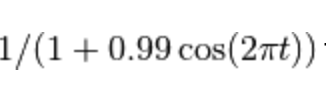 1/(1 + 0.99 cos(2πt))